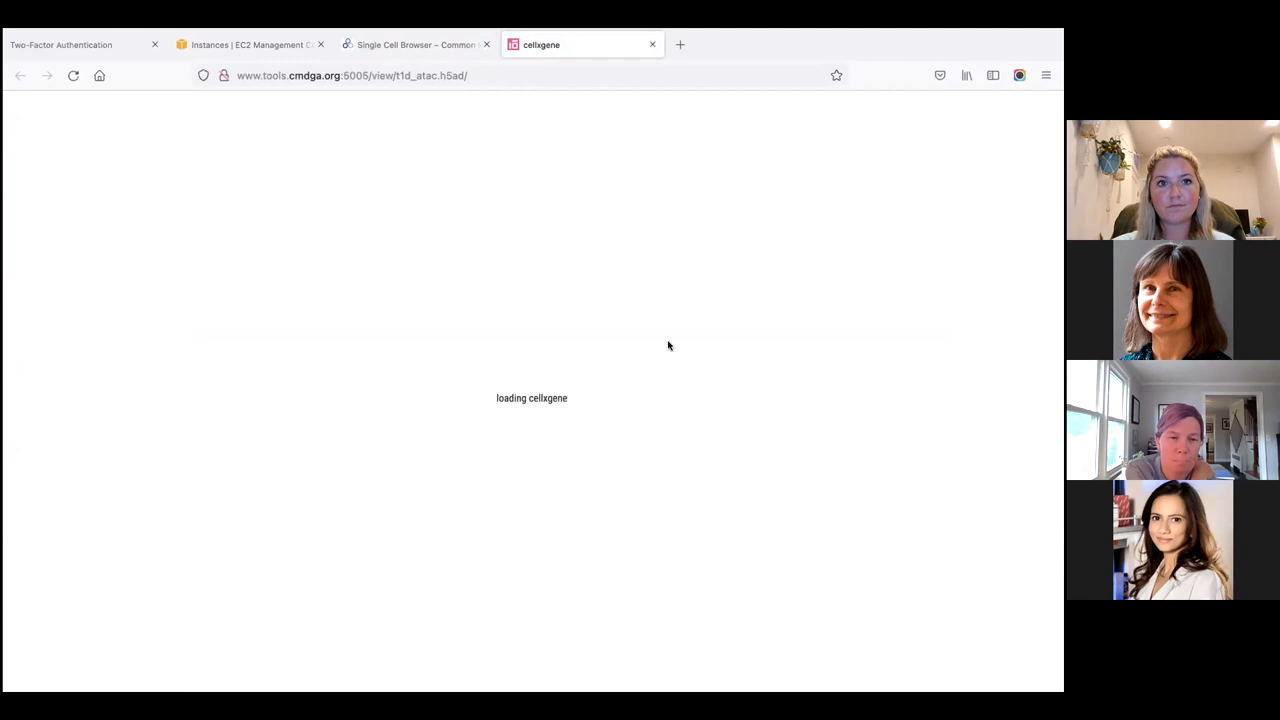 Two-Factor Authentication
Instances | EC2 Management C
Single Cell Browser – Common
cellxgene
www.tools.cmdga.org:5005/view/t1d_atac.h5ad/
loading cellxgene